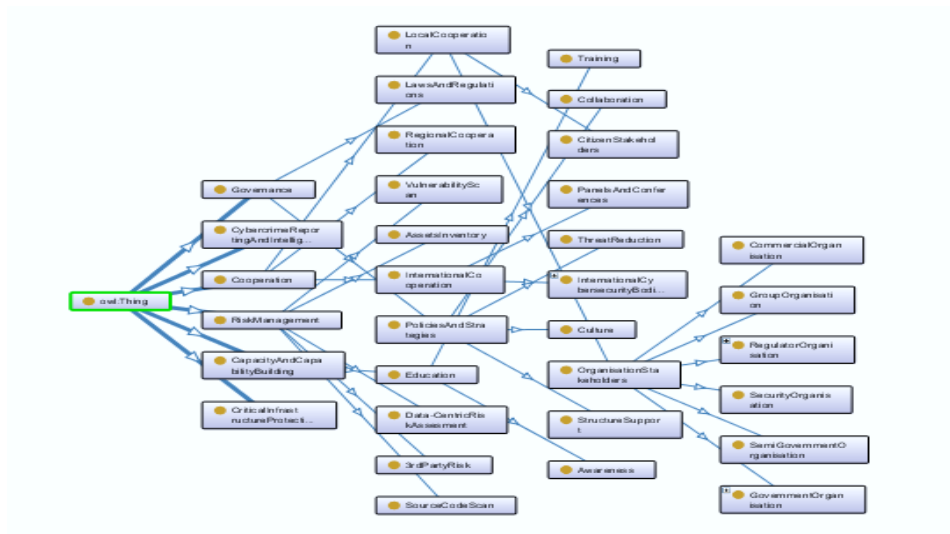 owl:Thing
Governance
CybercrimeRepor
tingAndIntellig...
Cooperation
RiskManagement
CapacityAndCapa
bilityBuilding
CriticalInfrast
ructureProtecti...
LocalCooperatio
n
LawsAndRegulati
ons
RegionalCoopera
tion
VulnerabilitySc
an
AssetsInventory
InternationalCo
operation
PoliciesAndStra
tegies
Education
Data-CentricRis
kAssesment
3rdPartyRisk
SourceCodeScan
Training
Collaboration
CitizenStakehol
ders
PanelsAndConfer
ences
ThreatReduction
InternationalCy
bersecurityBodi...
Culture
OrganisationSta
keholders
StructureSuppor
t
Awareness
CommercialOrgan
isation
GroupOrganisati
on
RegulatorOrgani
sation
SecurityOrganis
ation
SemiGovernmentO
rganisation
GovernmentOrgan
isation